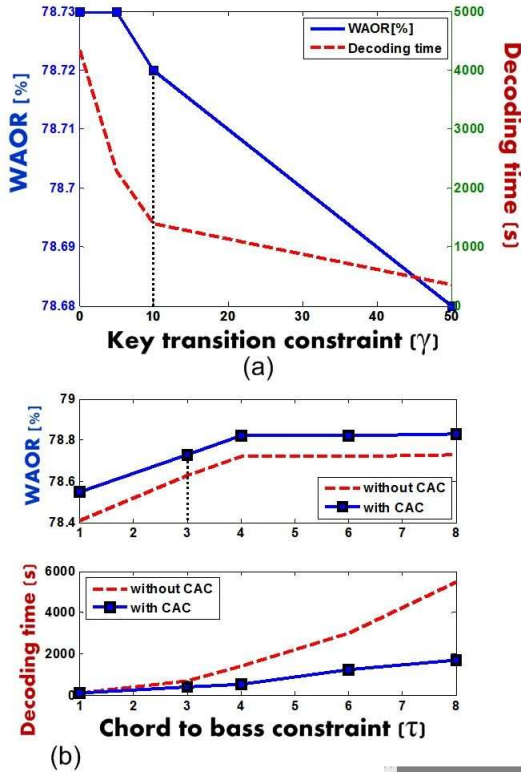 78.73
78.72
78.71
78.7
78.69
78.68
WAOR [%]
WAOR[%]
Decoding time
5000
4000
3000
2000
1000
0
Decoding time (s)
0 10 20 30 40 50
Key transition constraint (γ)
(a)
79
78.8
78.6
78.4
WAOR [%]
without CAC
with CAC
1 2 3 4 5 6 7 8
6000
4000
2000
0
Decoding time (s)
without CAC
with CAC
1 2 3 4 5 6 7 8
Chord to bass constraint (τ)
(b)